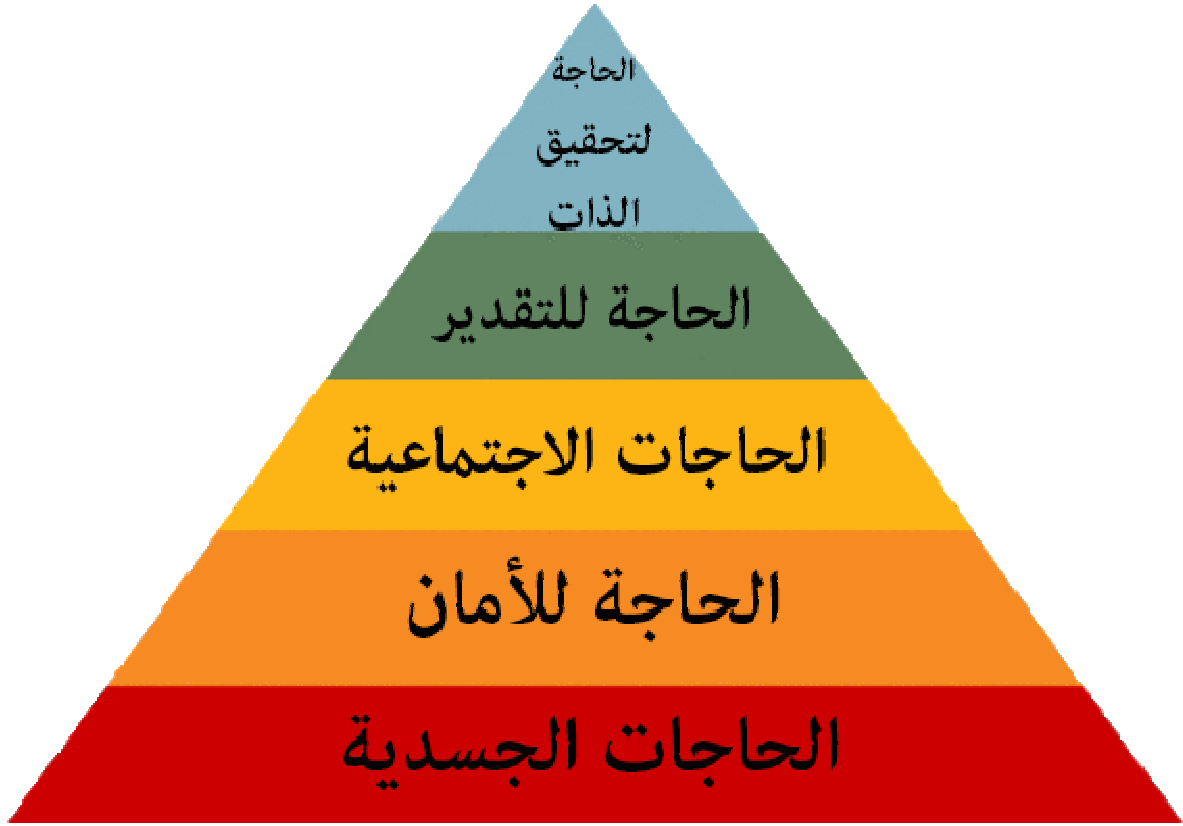 الحاجة
لتحقيق
الذات
الحاجة للتقدير
الحاجات الاجتماعية
الحاجة للأمان
الحاجات الجسدية